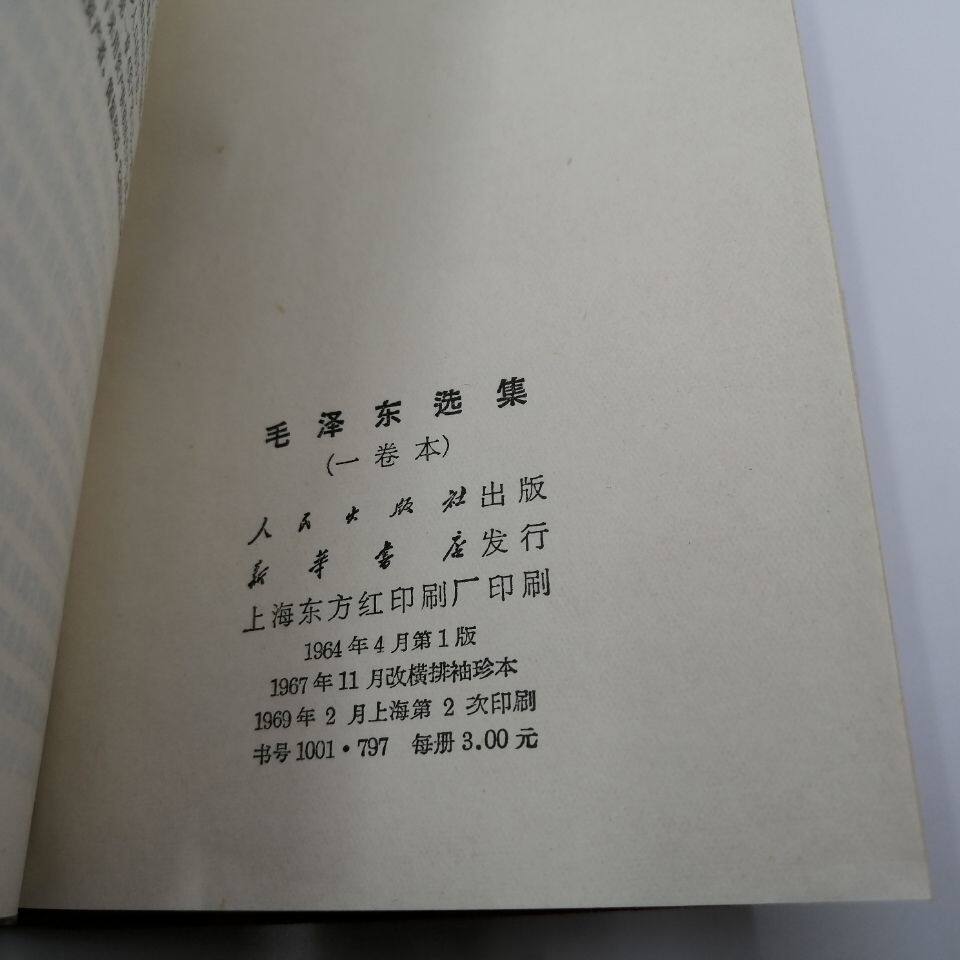 毛泽东选集
(一卷本)
人民出版社出版
新华书店发行
上海东方红印刷厂印刷
1964年4月第1版
1967年11月改横排袖珍本
1969年2月上海第2次印刷
书号1001·797 每册3.00元